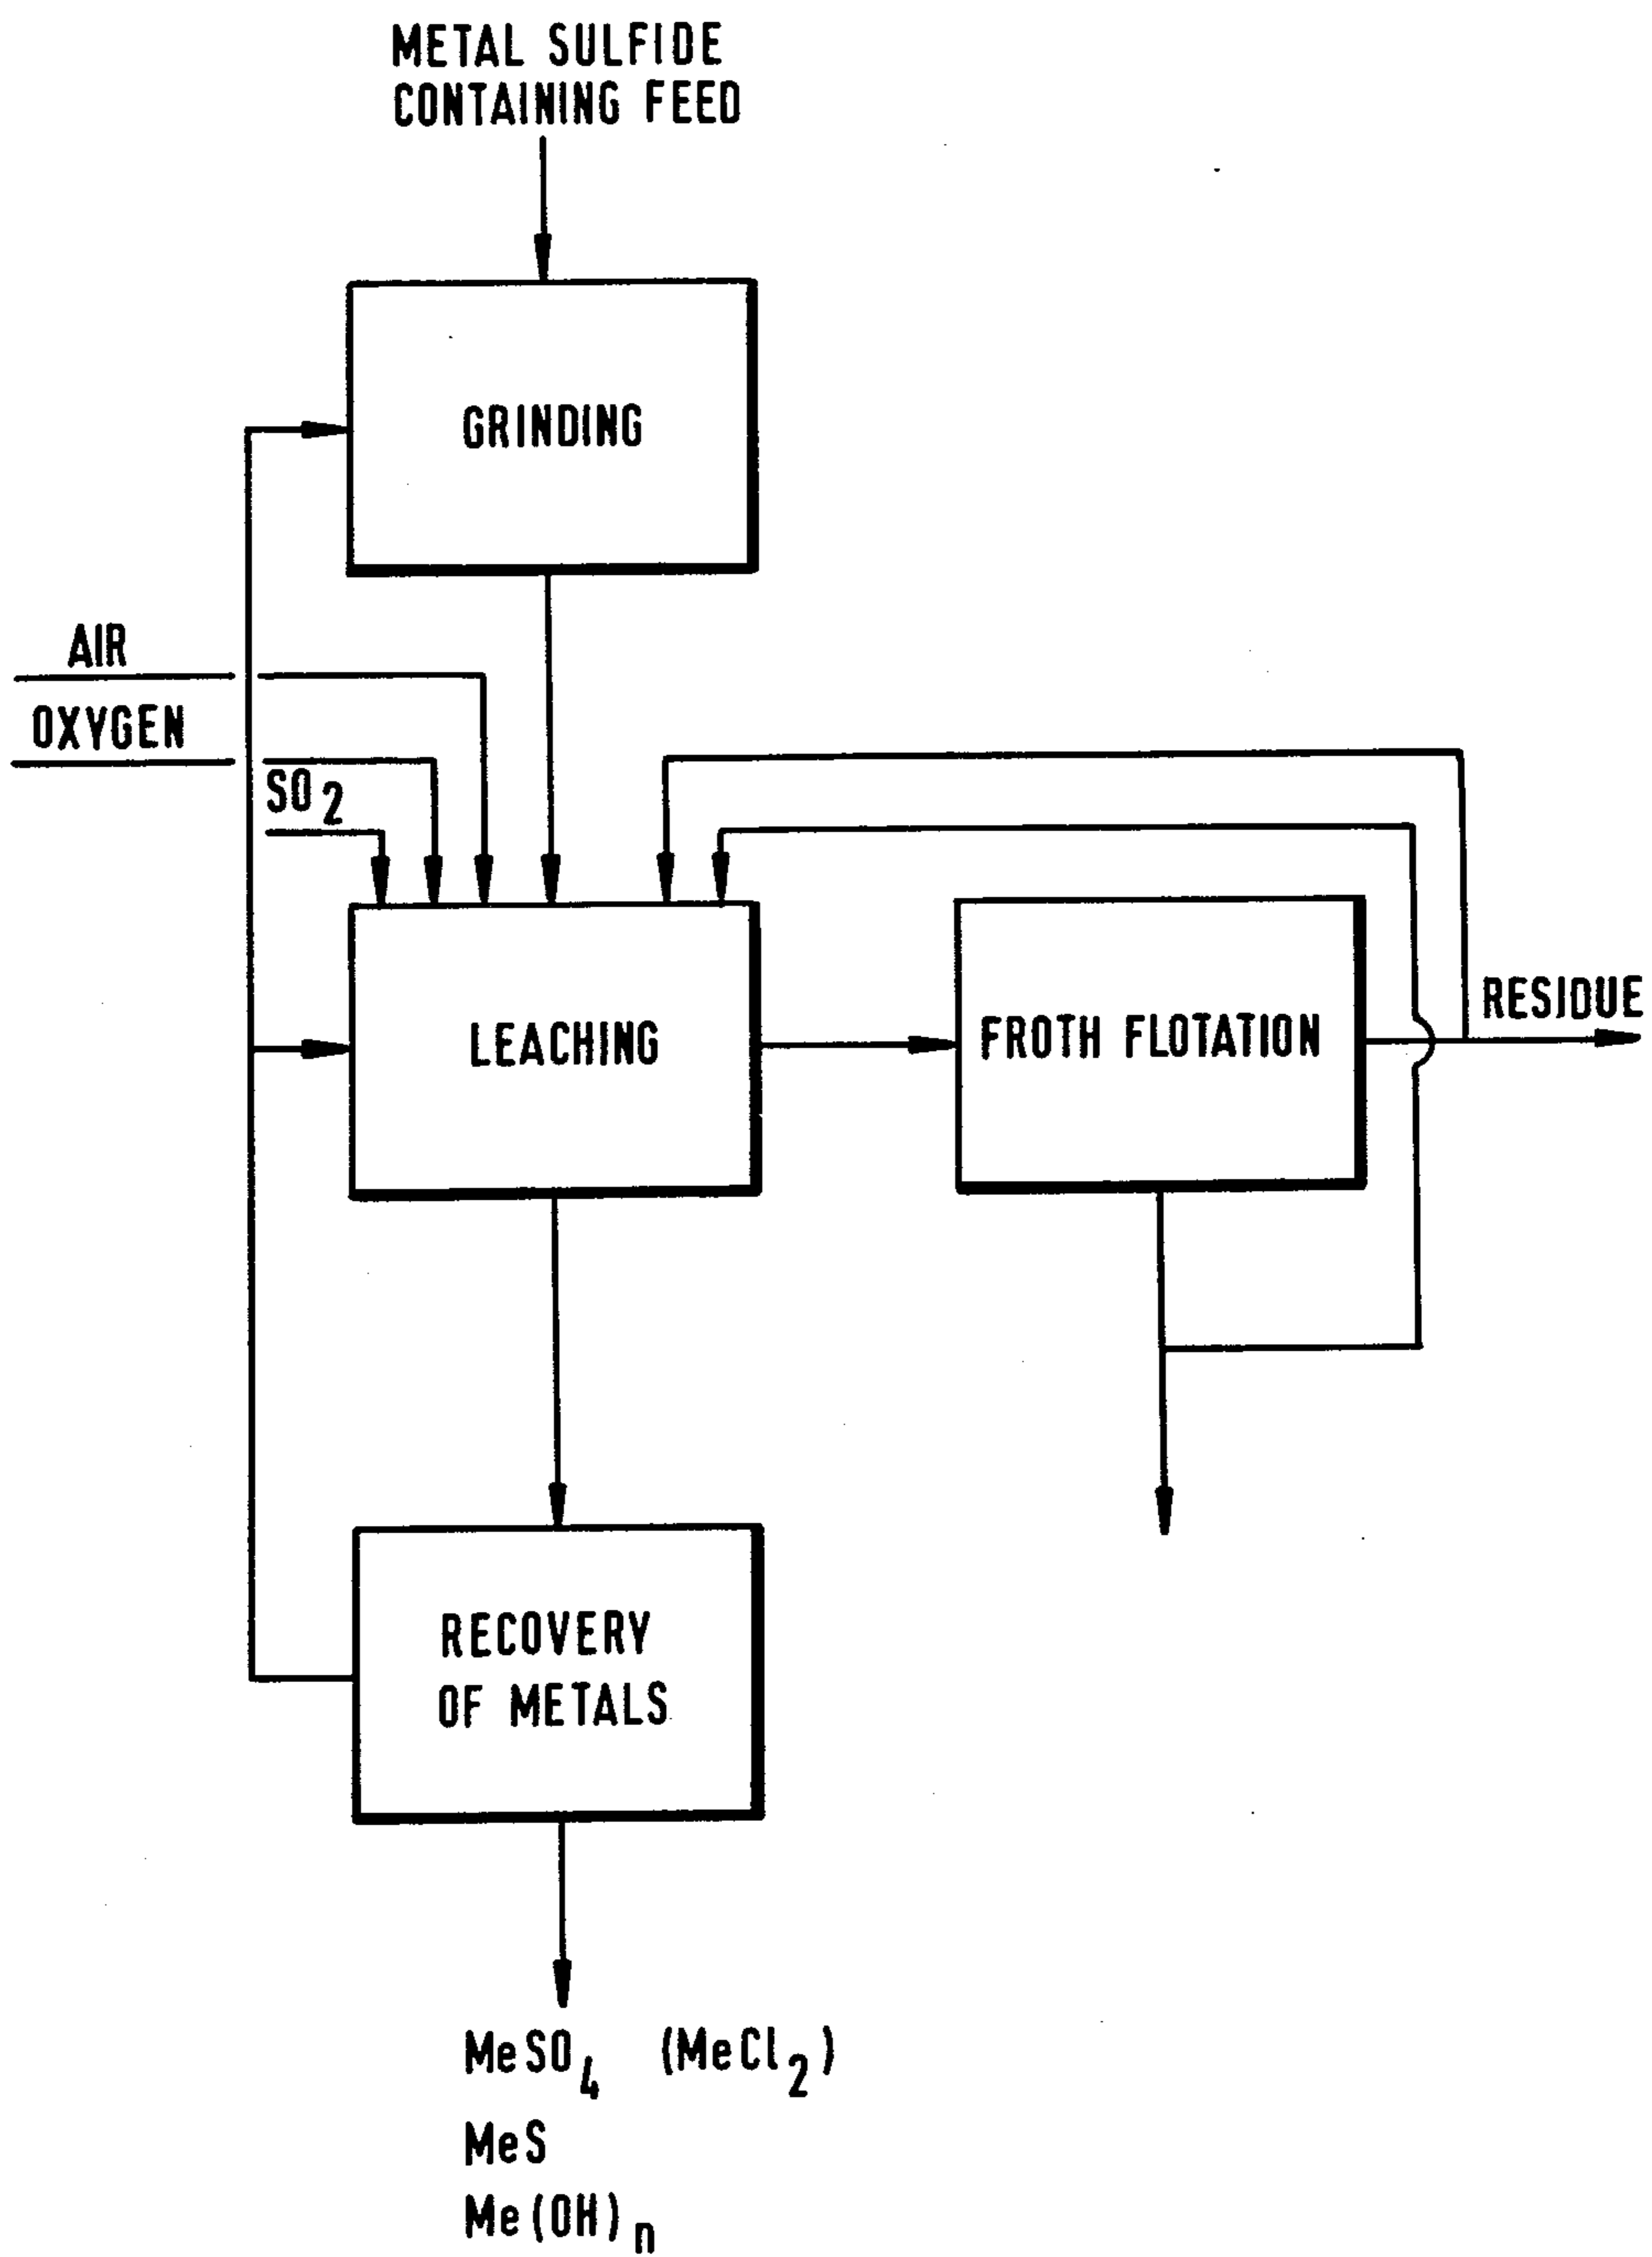 METAL SULFIDE
CONTAINING FEED
GRINDING
AIR
OXYGEN
SO2
LEACHING
FROTH FLOTATION
RESIDUE
RECOVERY
OF METALS
MeSO4 (MeCl2)
MeS
Me(OH)n